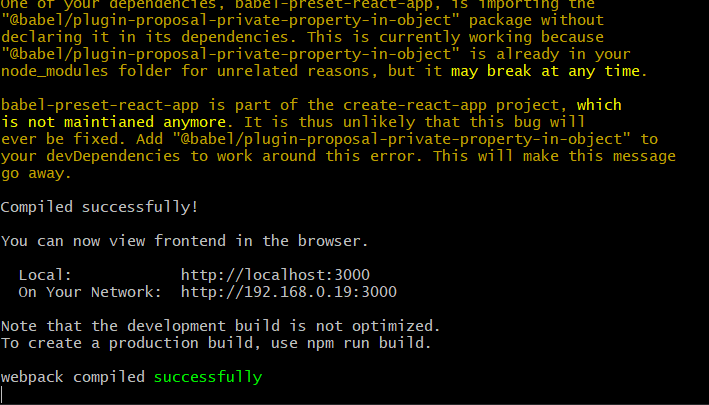 One of your dependencies, babel-preset-react-app, is importing the
"@babel/plugin-proposal-private-property-in-object" package without
declaring it in its dependencies. This is currently working because
"@babel/plugin-proposal-private-property-in-object" is already in your
node_modules folder for unrelated reasons, but it may break at any time.
babel-preset-react-app is part of the create-react-app project, which
is not maintianed anymore. It is thus unlikely that this bug will
ever be fixed. Add "@babel/plugin-proposal-private-property-in-object" to
your devDependencies to work around this error. This will make this message
go away.
Compiled successfully!
You can now view frontend in the browser.
Local: http://localhost:3000
On Your Network: http://192.168.0.19:3000
Note that the development build is not optimized.
To create a production build, use npm run build.
webpack compiled successfully